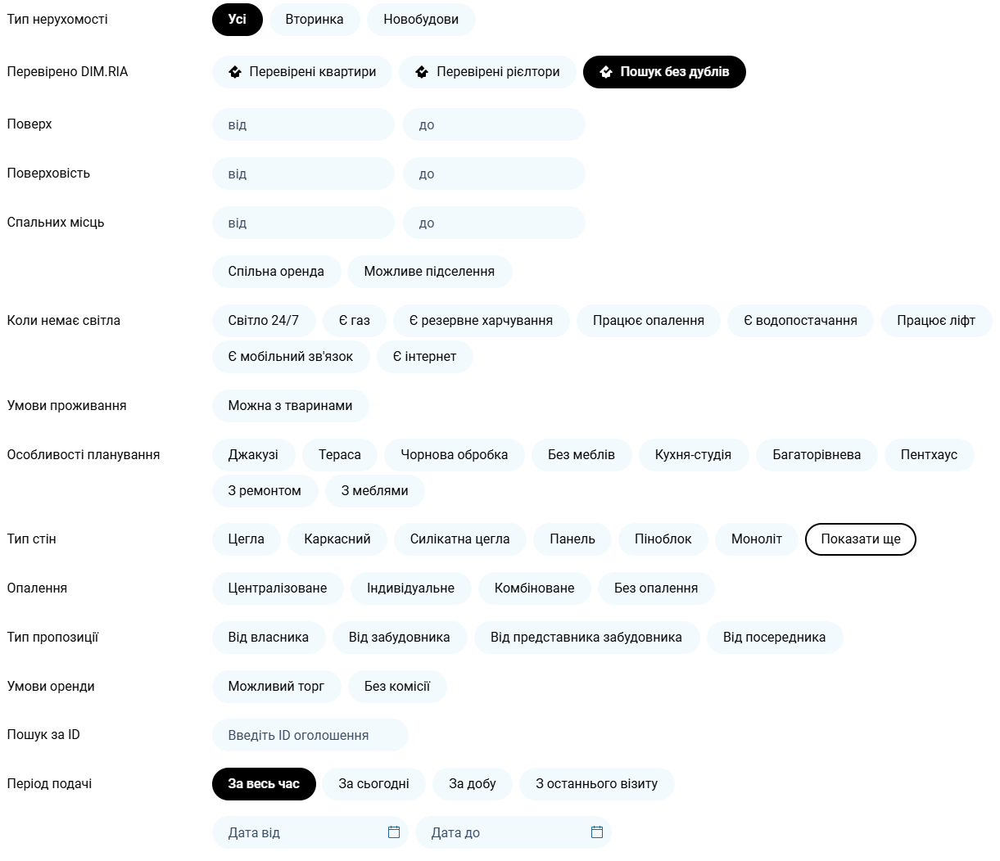 Тип нерухомості Усі Вторинка Новобудови
Перевірено DIM.RIA Перевірені квартири Перевірені рієлтори Пошук без дублів
Поверх від до
Поверховість від до
Спальних місць від до
Спільна оренда Можливе підселення
Коли немає світла Світло 24/7 Є газ Є резервне харчування Працює опалення Є водопостачання Працює ліфт
Є мобільний зв'язок Є інтернет
Умови проживання Можна з тваринами
Особливості планування Джакузі Тераса Чорнова обробка Без меблів Кухня-студія Багаторівнева Пентхаус
З ремонтом З меблями
Тип стін Цегла Каркасний Силікатна цегла Панель Піноблок Моноліт Показати ще
Опалення Централізоване Індивідуальне Комбіноване Без опалення
Тип пропозиції Від власника Від забудовника Від представника забудовника Від посередника
Умови оренди Можливий торг Без комісії
Пошук за ID Введіть ID оголошення
Період подачі За весь час За сьогодні За добу З останнього візиту
Дата від Дата до